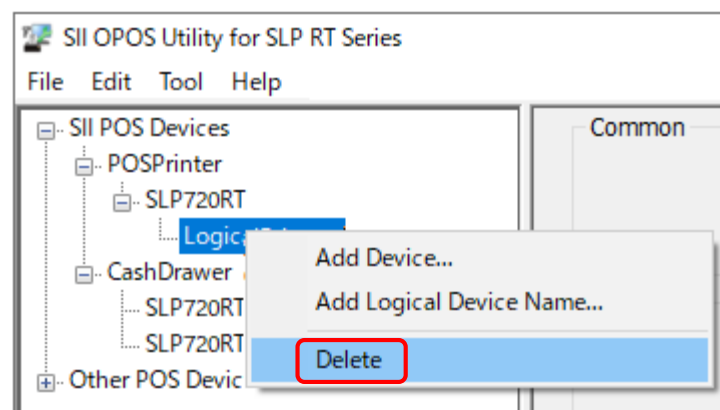 SII OPOS Utility for SLP RT Series
File Edit Tool Help
SII POS Devices
POSPrinter
SLP720RT
CashDrawer
SLP720RT
SLP720RT
Other POS
Common
Add Device...
Add Logical Device Name...
Delete